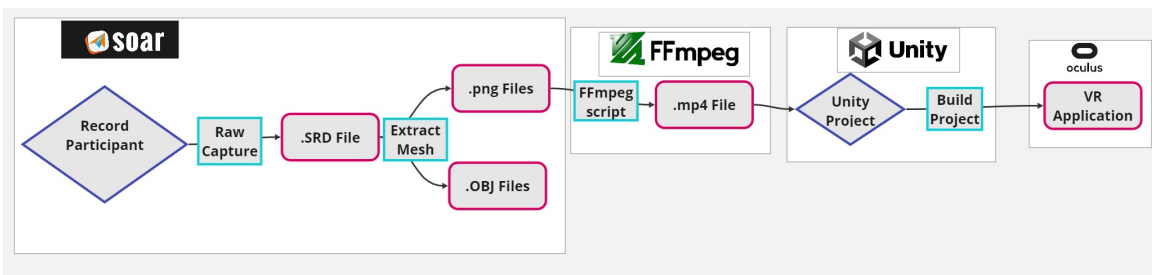 soar
Record
Participant
Raw
Capture
.SRD File
Extract
Mesh
.png Files
.OBJ Files
FFmpeg
FFmpeg
script
.mp4 File
Unity
Unity
Project
Build
Project
oculus
VR
Application